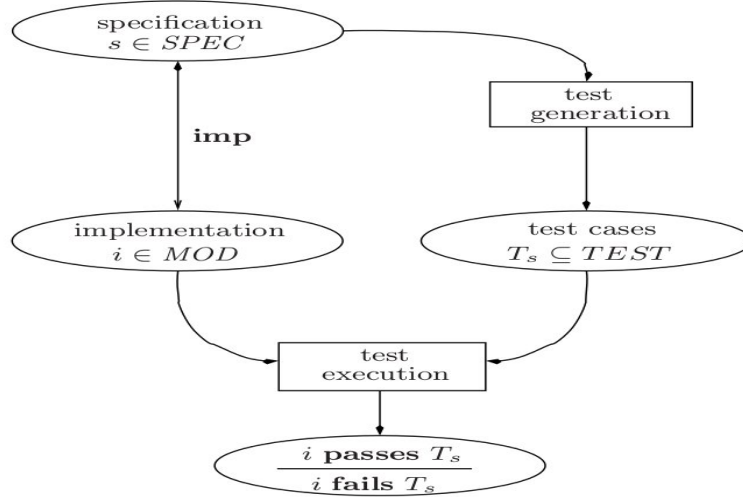 specification
s ∈ SPEC
test
generation
imp
implementation
i ∈ MOD
test cases
T_s ⊆ TEST
test
execution
i passes T_s
i fails T_s